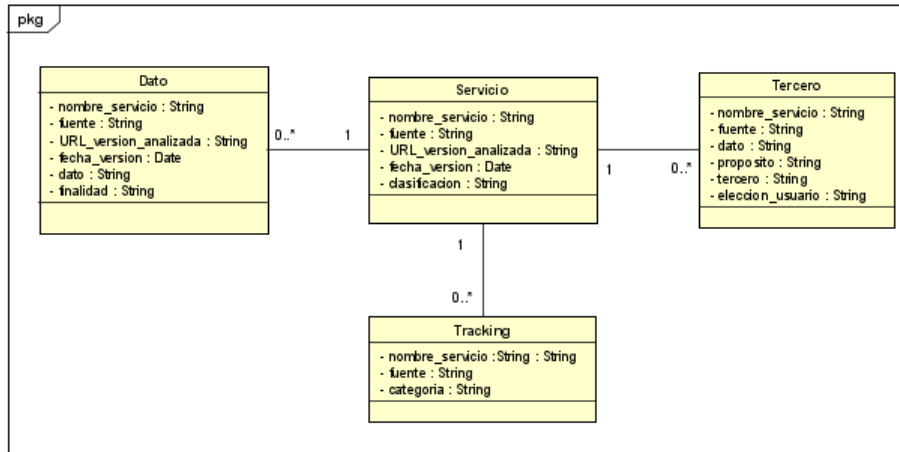 pkg
Dato
- nombre_servicio : String
- fuente : String
- URL_version_analizada : String
- fecha_version : Date
- dato : String
- finalidad : String
0..*
1
Servicio
- nombre_servicio : String
- fuente : String
- URL_version_analizada : String
- fecha_version : Date
- clasificacion : String
1
0..*
Tercero
- nombre_servicio : String
- fuente : String
- dato : String
- proposito : String
- tercero : String
- eleccion_usuario : String
1
0..*
Tracking
- nombre_servicio :String : String
- fuente : String
- categoria : String